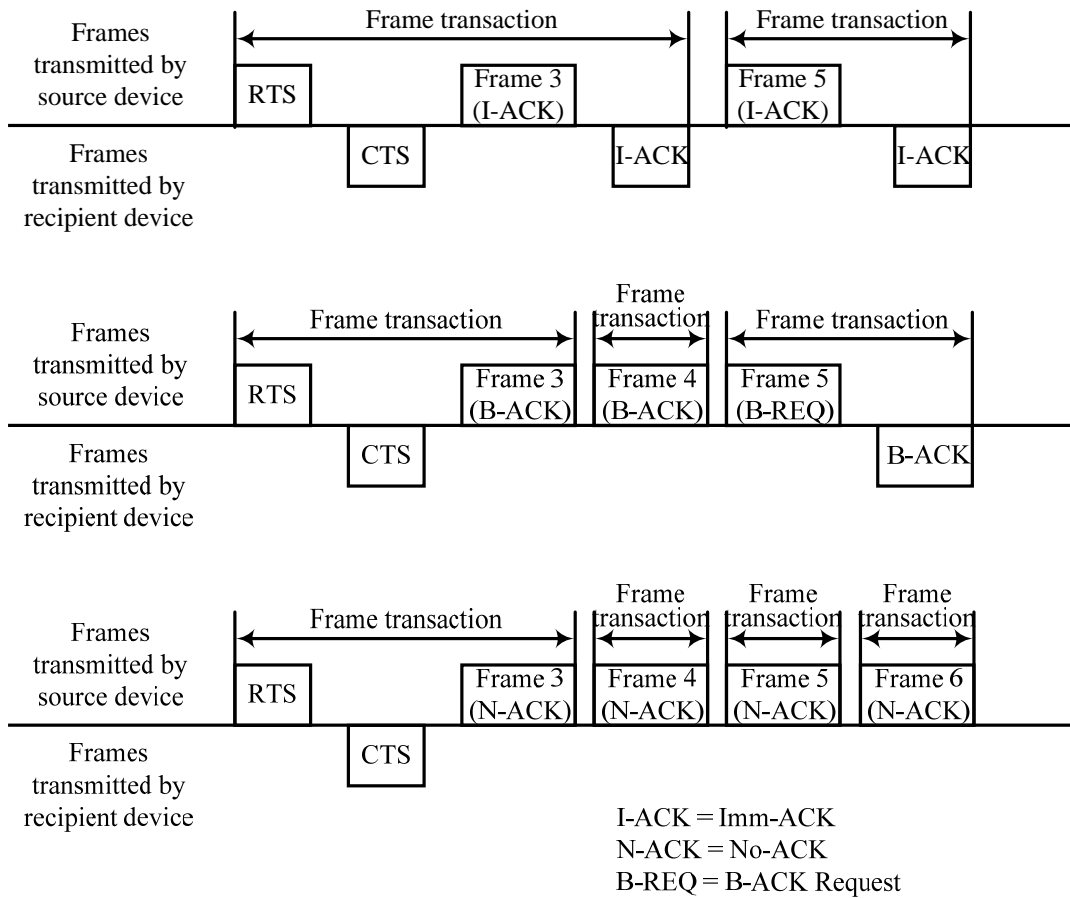 Frames
transmitted by
source device
Frame transaction
Frame transaction
RTS
Frame 3
(I-ACK)
Frame 5
(I-ACK)
Frames
transmitted by
recipient device
CTS
I-ACK
I-ACK
Frames
transmitted by
source device
Frame transaction
Frame
transaction
Frame transaction
RTS
Frame 3
(B-ACK)
Frame 4
(B-ACK)
Frame 5
(B-REQ)
Frames
transmitted by
recipient device
CTS
B-ACK
Frames
transmitted by
source device
Frame transaction
Frame
transaction
Frame
transaction
Frame
transaction
RTS
Frame 3
(N-ACK)
Frame 4
(N-ACK)
Frame 5
(N-ACK)
Frame 6
(N-ACK)
Frames
transmitted by
recipient device
CTS
I-ACK = Imm-ACK
N-ACK = No-ACK
B-REQ = B-ACK Request